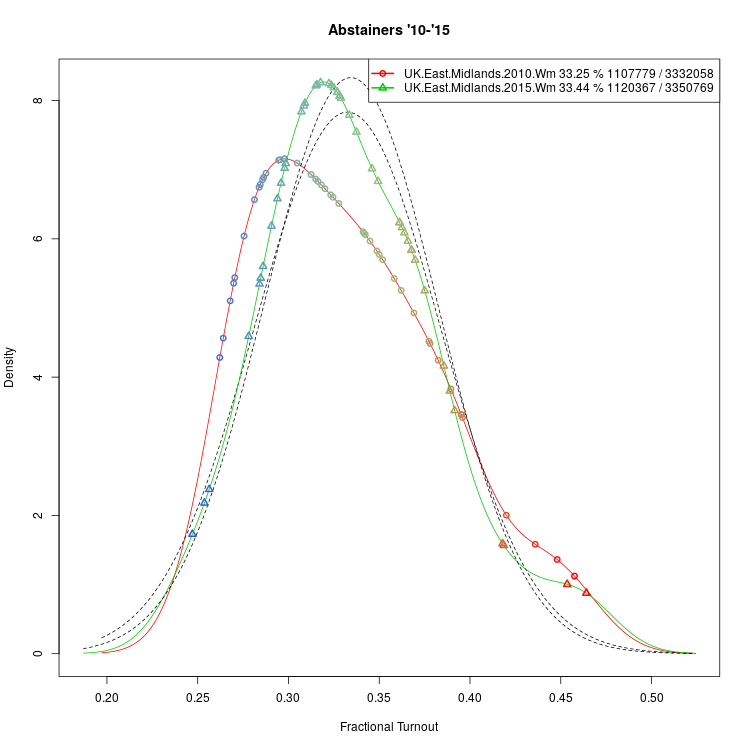 Abstainers '10-'15
UK.East.Midlands.2010.Wm 33.25 % 1107779 / 3332058
UK.East.Midlands.2015.Wm 33.44 % 1120367 / 3350769
8
6
4
2
0
Density
0.20 0.25 0.30 0.35 0.40 0.45 0.50
Fractional Turnout